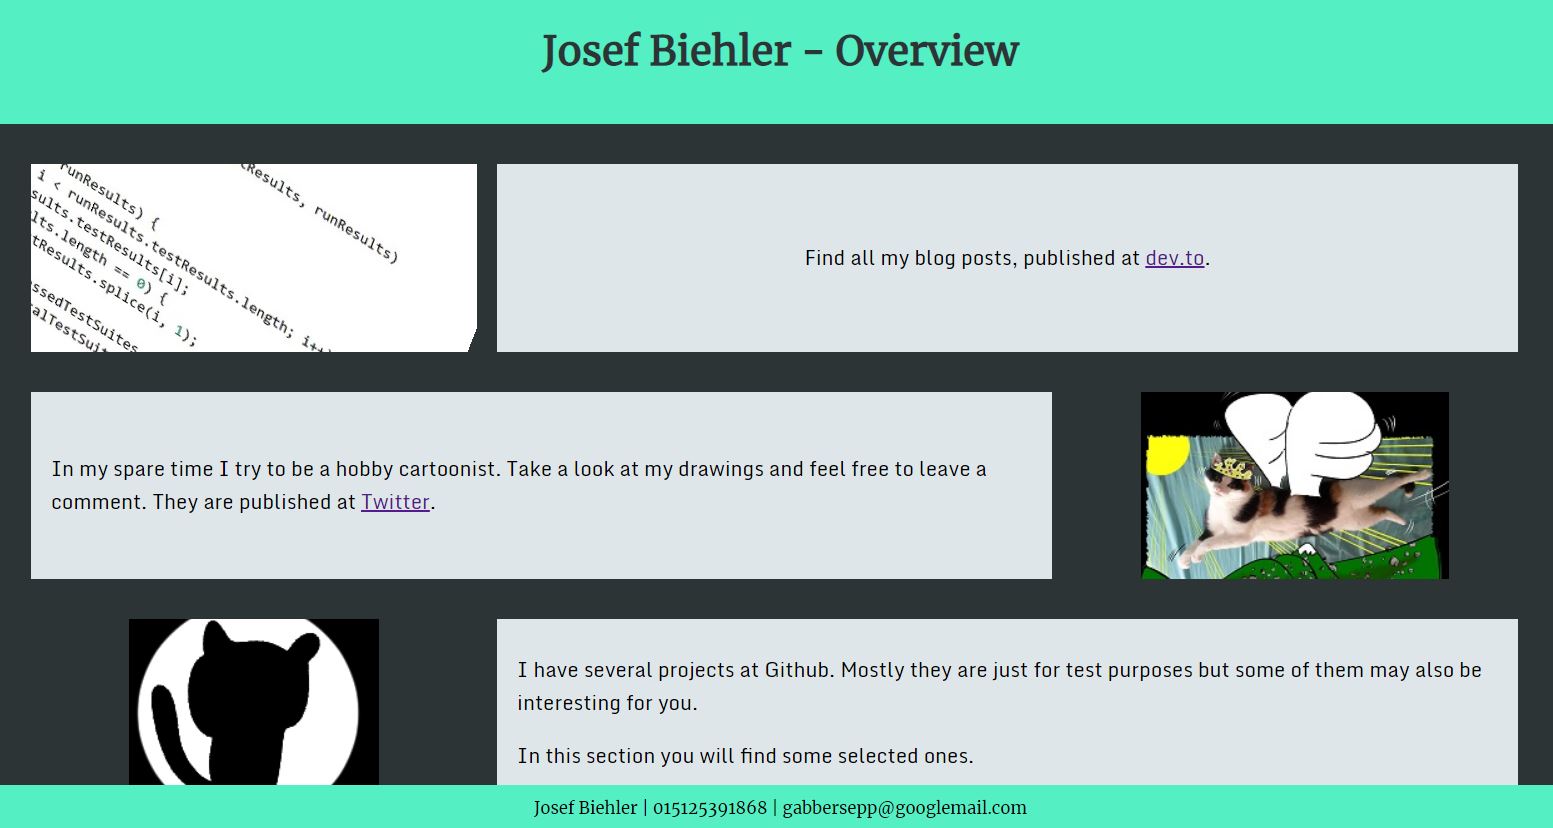 Josef Biehler - Overview
tResults, runResults)
runResults) {
i < runResults.testResults.length; i++)
sults.testResults[i];
lts.length == 0) {
tResults.splice(i, 1);
ssedTestSuites
alTestSuit
Find all my blog posts, published at dev.to.
In my spare time I try to be a hobby cartoonist. Take a look at my drawings and feel free to leave a
comment. They are published at Twitter.
I have several projects at Github. Mostly they are just for test purposes but some of them may also be
interesting for you.
In this section you will find some selected ones.
Josef Biehler | 015125391868 | gabbersepp@googlemail.com